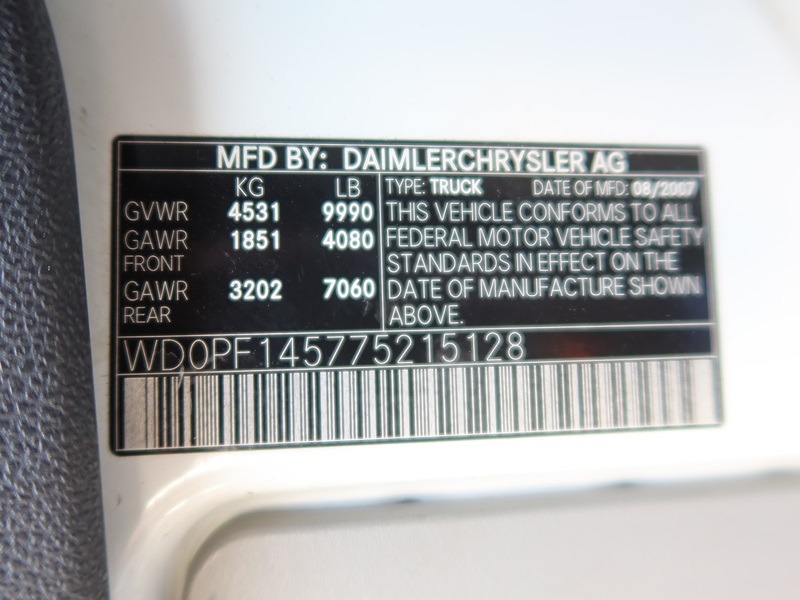 MFD BY: DAIMLERCHRYSLER AG
KG LB
GVWR 4531 9990
GAWR 1851 4080
FRONT
GAWR 3202 7060
REAR
TYPE: TRUCK DATE OF MFD: 08/2007
THIS VEHICLE CONFORMS TO ALL
FEDERAL MOTOR VEHICLE SAFETY
STANDARDS IN EFFECT ON THE
DATE OF MANUFACTURE SHOWN
ABOVE.
WD0PF145775215128